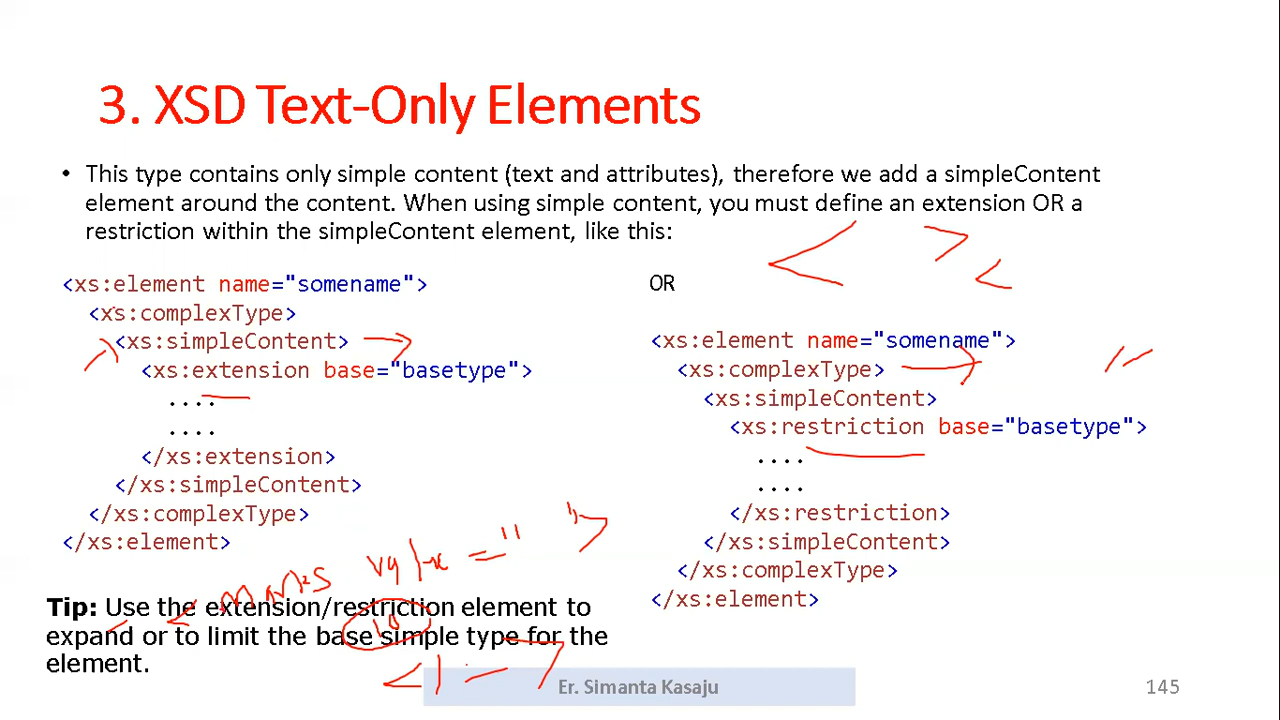 3. XSD Text-Only Elements
• This type contains only simple content (text and attributes), therefore we add a simpleContent
element around the content. When using simple content, you must define an extension OR a
restriction within the simpleContent element, like this:
<xs:element name="somename">
<xs:complexType>
<xs:simpleContent>
<xs:extension base="basetype">
....
....
</xs:extension>
</xs:simpleContent>
</xs:complexType>
</xs:element>
OR
<xs:element name="somename">
<xs:complexType>
<xs:simpleContent>
<xs:restriction base="basetype">
....
....
</xs:restriction>
</xs:simpleContent>
</xs:complexType>
</xs:element>
< marks value =" ">
10
Tip: Use the extension/restriction element to
expand or to limit the base simple type for the
element.
Er. Simanta Kasaju
145